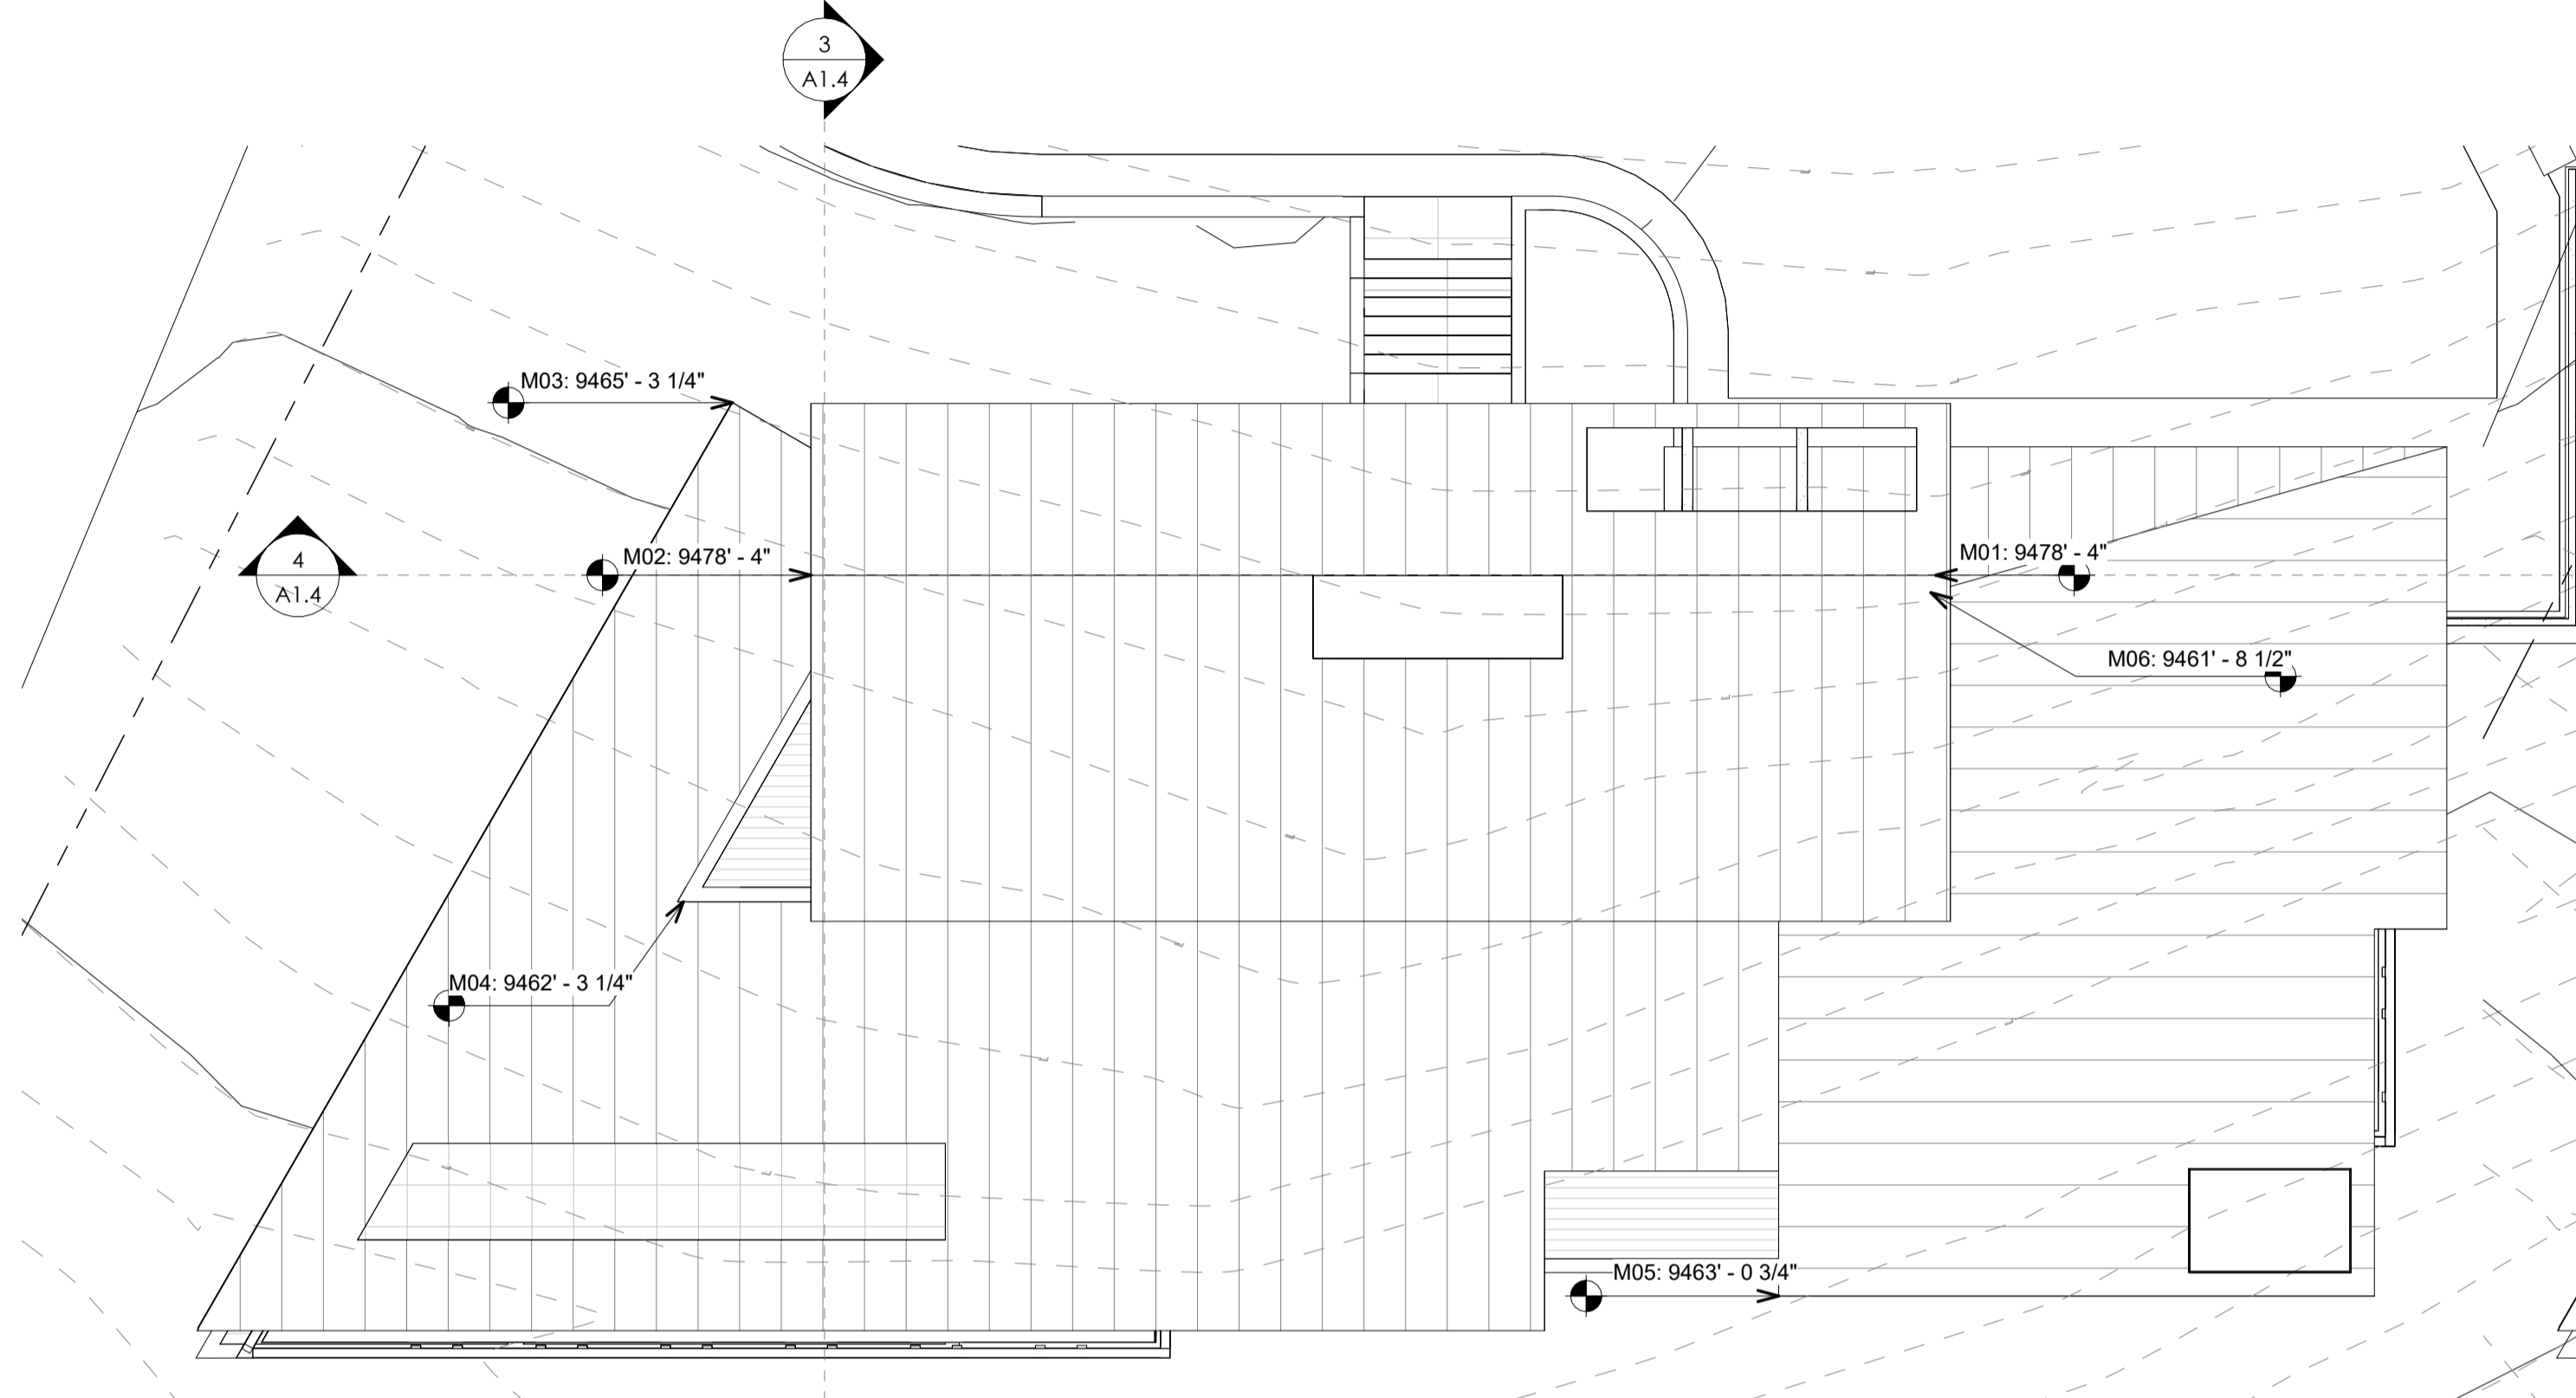 3
A1.4
M03: 9465' - 3 1/4"
M02: 9478' - 4"
M01: 9478' - 4"
4
A1.4
M06: 9461' - 8 1/2"
M04: 9462' - 3 1/4"
M05: 9463' - 0 3/4"